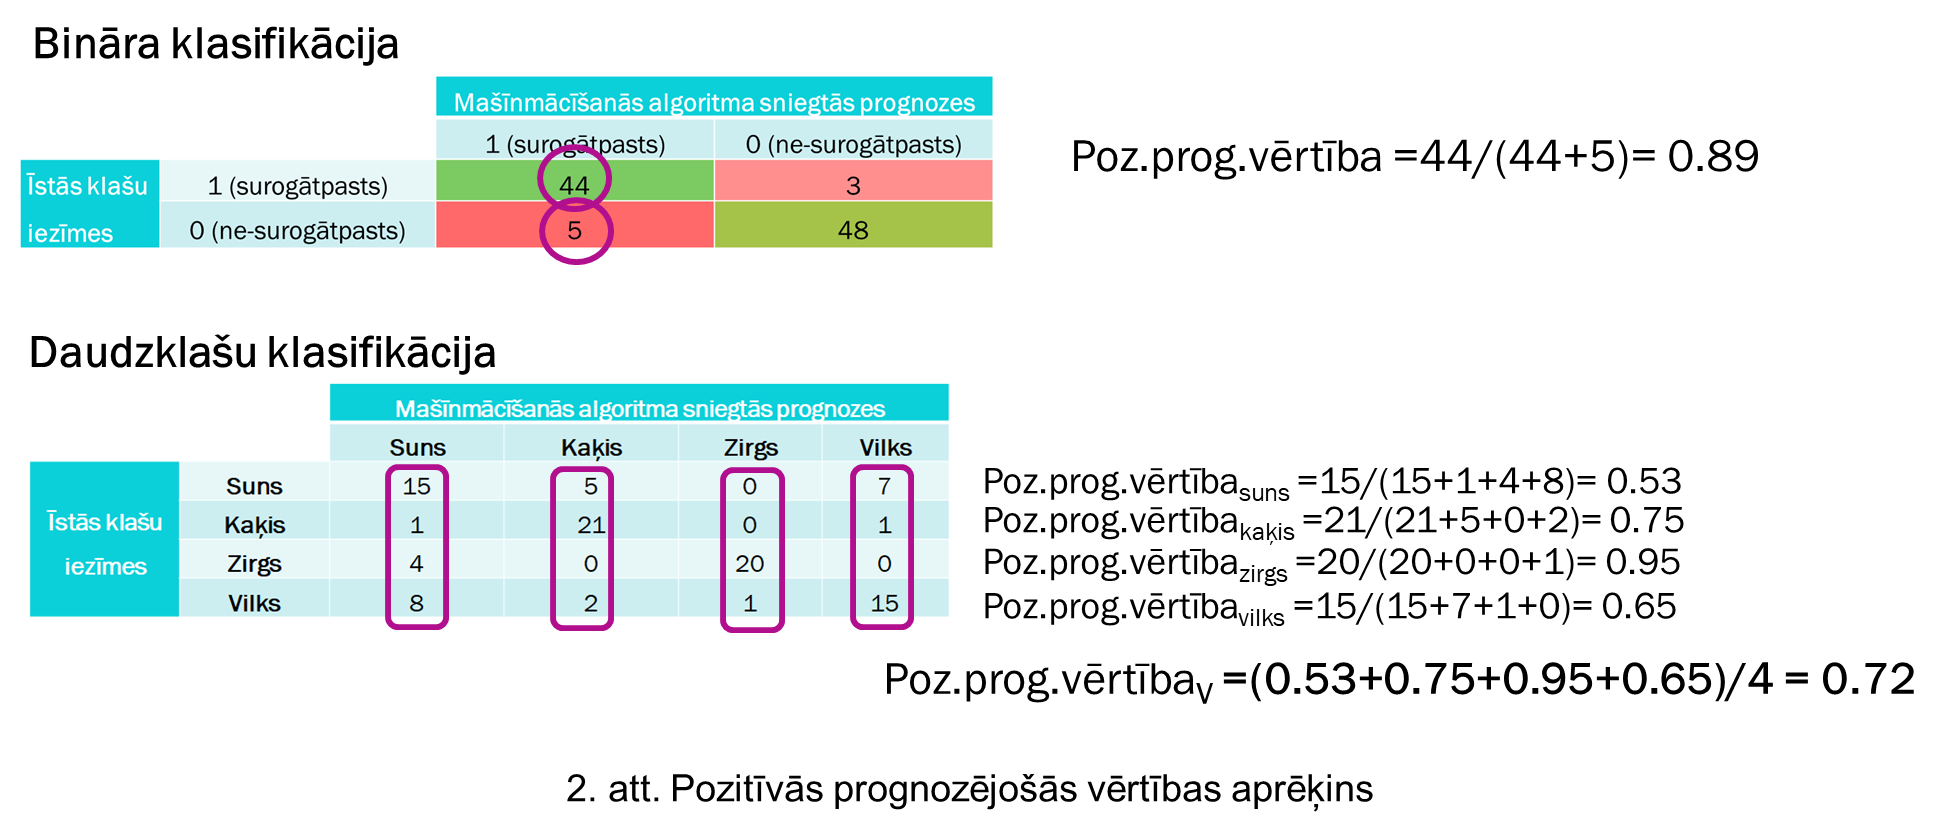 Bināra klasifikācija
Mašīnmācīšanās algoritma sniegtās prognozes
1 (surogātpasts) 0 (ne-surogātpasts)
Īstās klašu iezīmes
1 (surogātpasts) 44 3
0 (ne-surogātpasts) 5 48
Poz.prog.vērtība =44/(44+5)= 0.89
Daudzklašu klasifikācija
Mašīnmācīšanās algoritma sniegtās prognozes
Suns Kaķis Zirgs Vilks
Īstās klašu
iezīmes
Suns 15 5 0 7
Kaķis 1 21 0 1
Zirgs 4 0 20 0
Vilks 8 2 1 15
Poz.prog.vērtība suns =15/(15+1+4+8)= 0.53
Poz.prog.vērtība kaķis =21/(21+5+0+2)= 0.75
Poz.prog.vērtība zirgs =20/(20+0+0+1)= 0.95
Poz.prog.vērtība vilks =15/(15+7+1+0)= 0.65
Poz.prog.vērtība V =(0.53+0.75+0.95+0.65)/4 = 0.72
2. att. Pozitīvās prognozējošās vērtības aprēķins